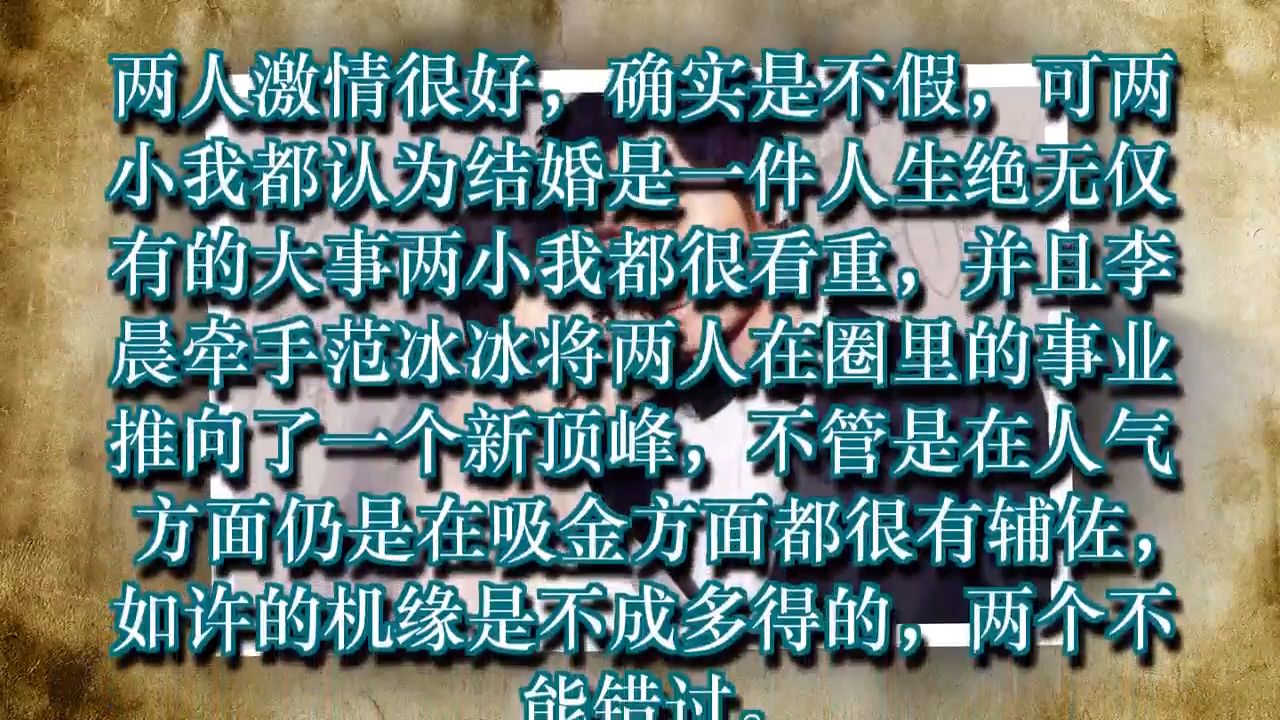 两人激情很好，确实是不假，可两
小我都认为结婚是一件人生绝无仅
有的大事两小我都很看重，并且李
晨牵手范冰冰将两人在圈里的事业
推向了一个新顶峰，不管是在人气
方面仍是在吸金方面都很有辅佐，
如许的机缘是不成多得的，两个不
能错过。